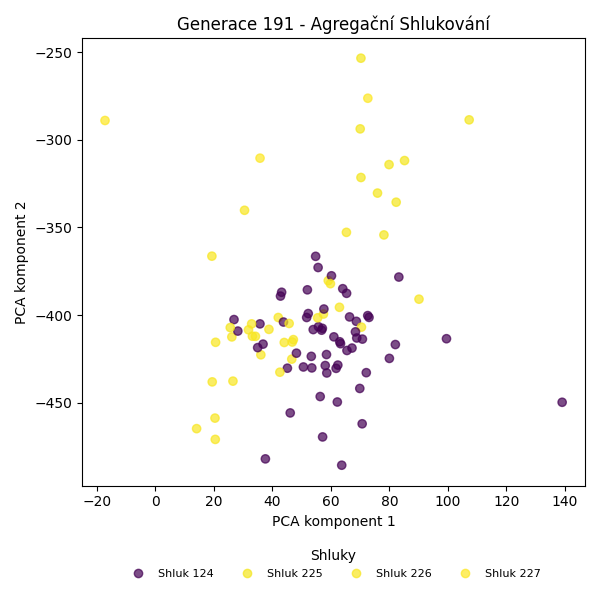 Generace 191 - Agregační Shlukování
PCA komponent 2
−250
−300
−350
−400
−450
−20 0 20 40 60 80 100 120 140
PCA komponent 1
Shluky
Shluk 124 Shluk 225 Shluk 226 Shluk 227